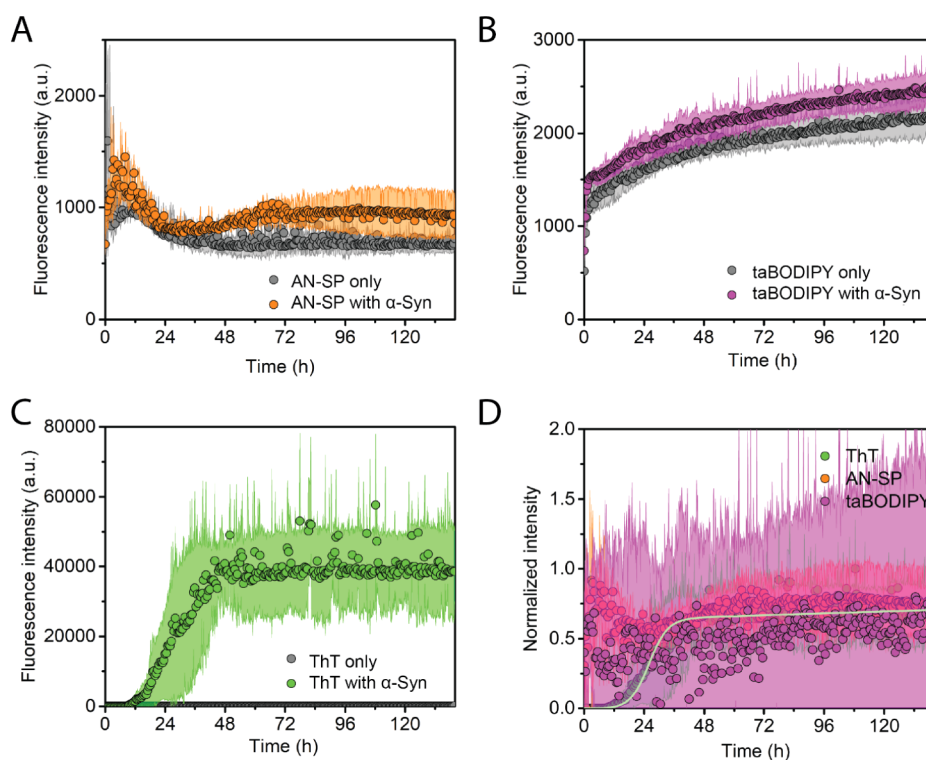 A
Fluorescence intensity (a.u.)
2000
1000
0
AN-SP only
AN-SP with α-Syn
0 24 48 72 96 120
Time (h)
B
Fluorescence intensity (a.u.)
3000
2000
1000
0
taBODIPY only
taBODIPY with α-Syn
0 24 48 72 96 120
Time (h)
C
Fluorescence intensity (a.u.)
80000
60000
40000
20000
0
ThT only
ThT with α-Syn
0 24 48 72 96 120
Time (h)
D
Normalized intensity
2.0
1.5
1.0
0.5
0.0
ThT
AN-SP
taBODIPY
0 24 48 72 96 120
Time (h)